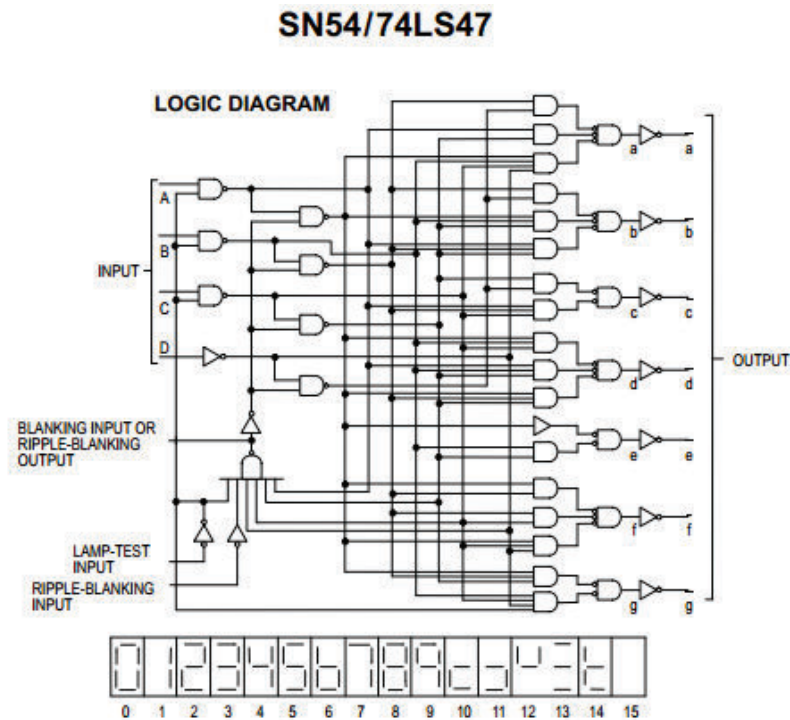 SN54/74LS47
LOGIC DIAGRAM
A
B
INPUT
C
D
BLANKING INPUT OR
RIPPLE-BLANKING
OUTPUT
LAMP-TEST
INPUT
RIPPLE-BLANKING
INPUT
a a
b b
c c
d d
e e
f f
g g
OUTPUT
0 1 2 3 4 5 6 7 8 9 10 11 12 13 14 15